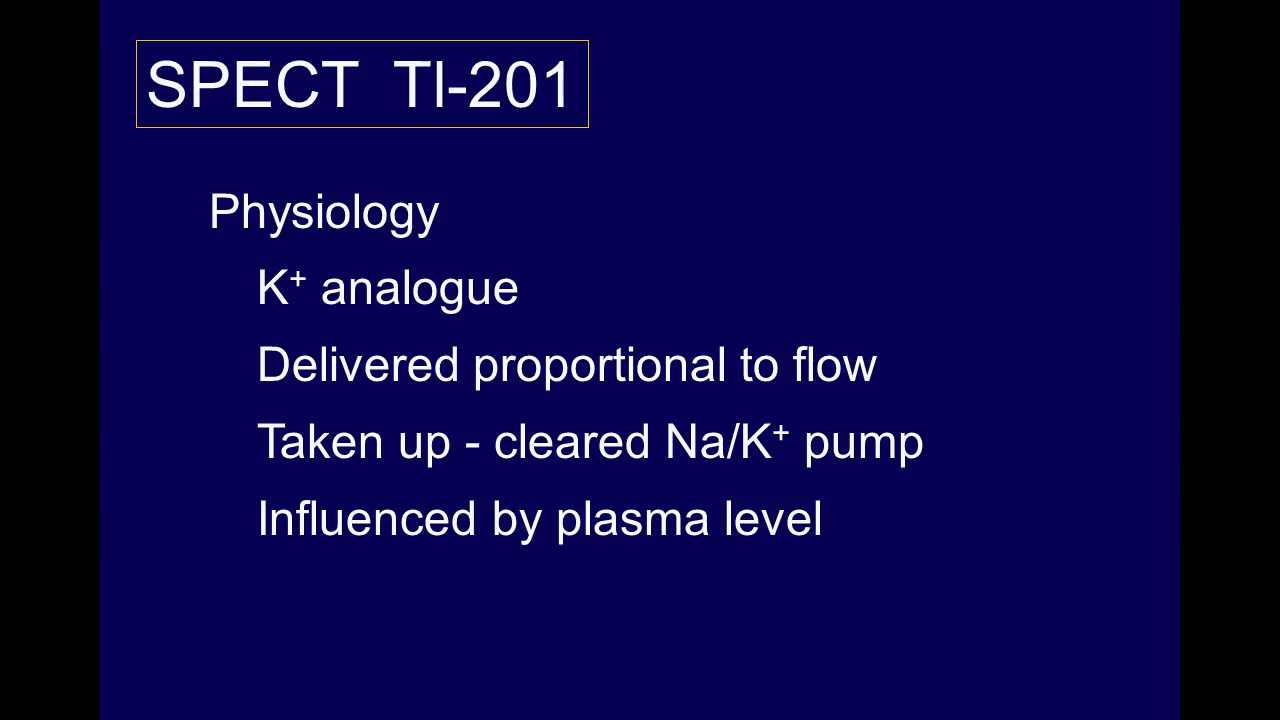 SPECT  Tl-201
Physiology
K⁺ analogue
Delivered proportional to flow
Taken up - cleared Na/K⁺ pump
Influenced by plasma level